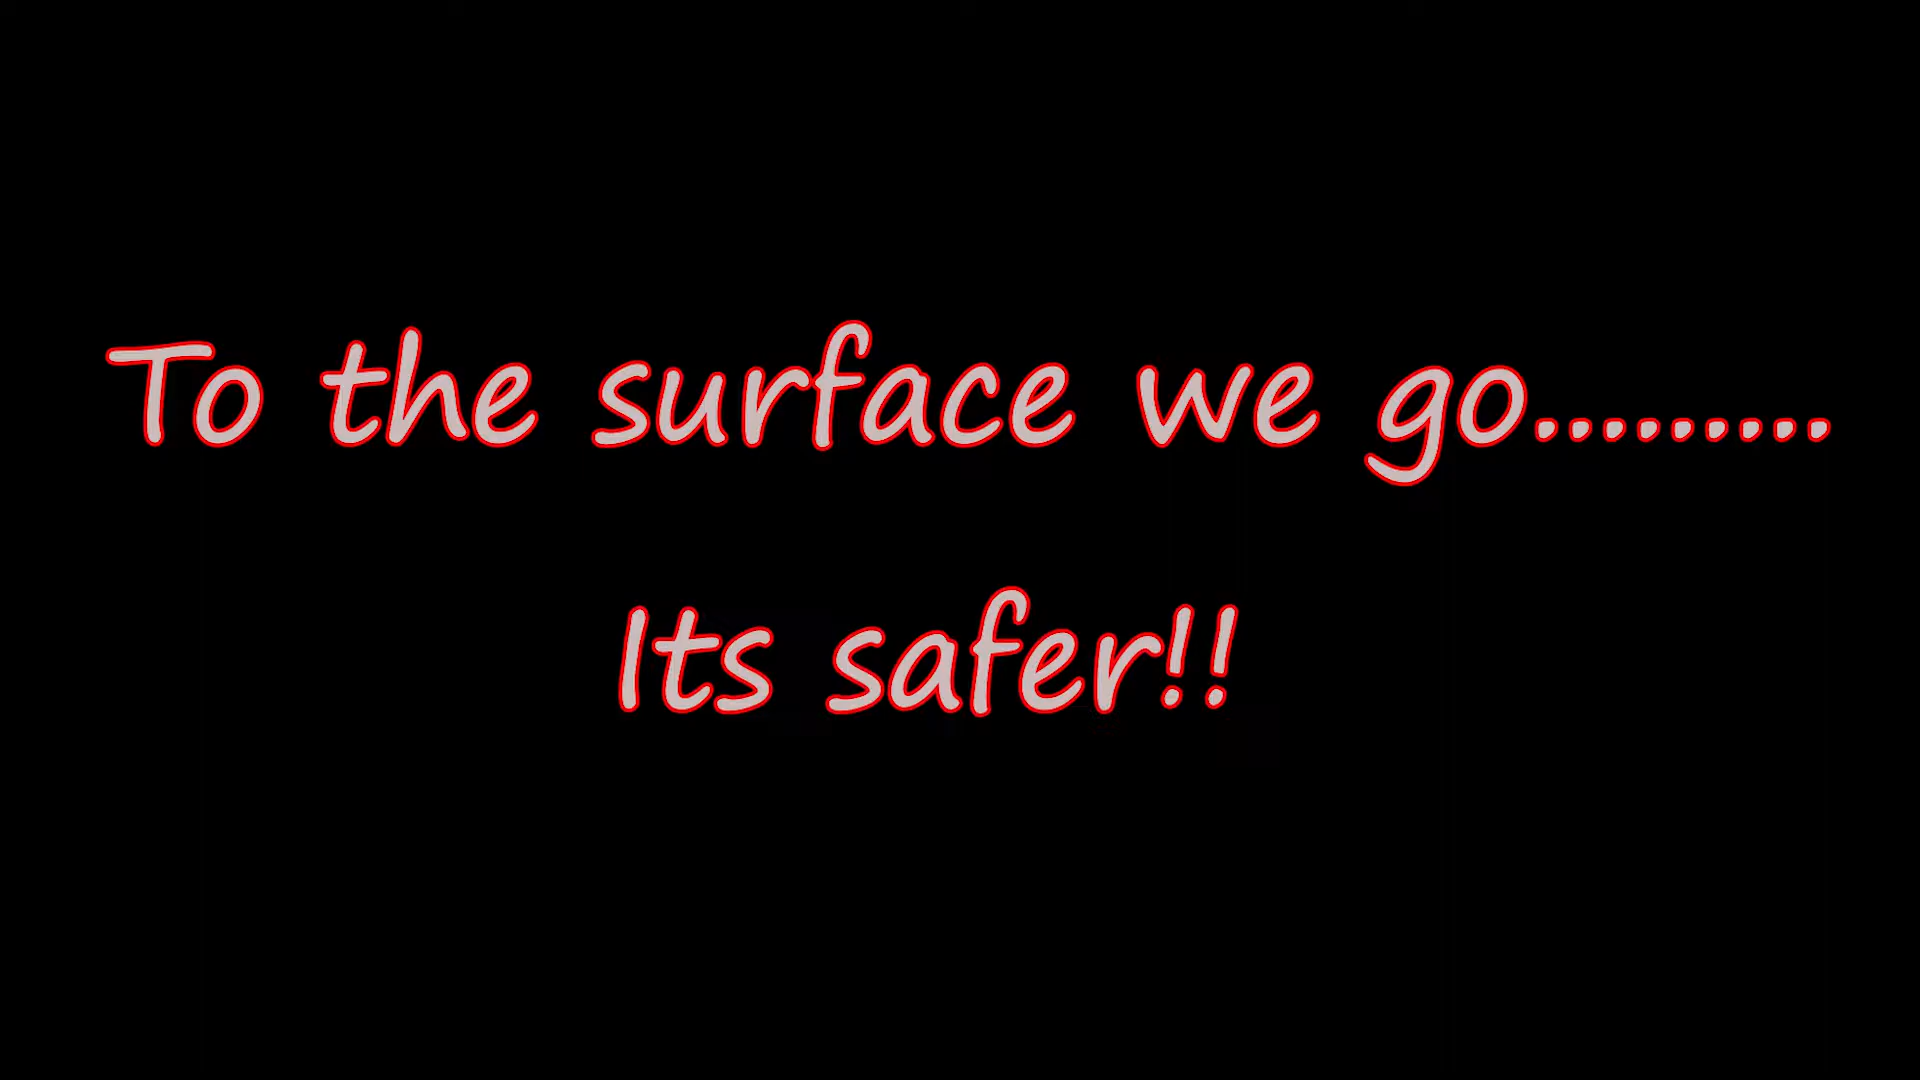 To the surface we go.........
Its safer!!